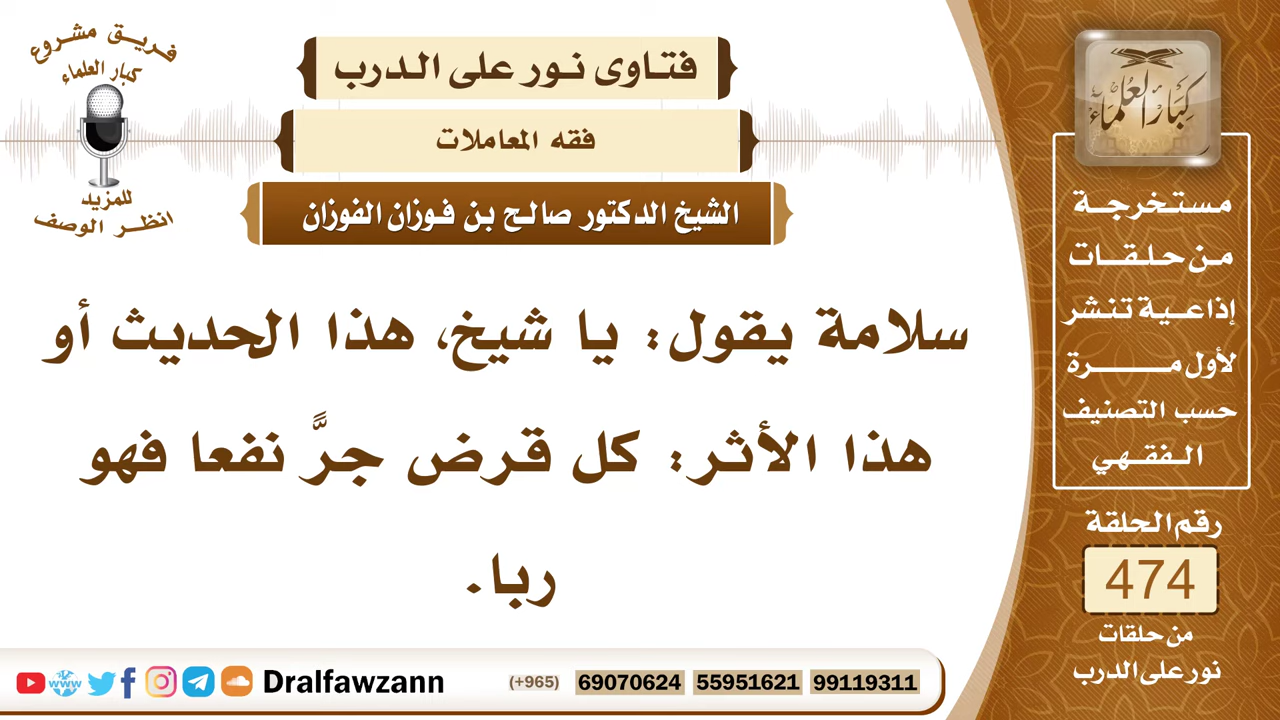 فريق مشروع
كبار العلماء
للمزيد
انظر الوصف
فتاوى نور على الدرب
فقه المعاملات
الشيخ الدكتور صالح بن فوزان الفوزان
سلامة يقول: يا شيخ، هذا الحديث أو
هذا الأثر: كل قرض جرَّ نفعا فهو
ربا.
كِبَارُ العُلَمَاءِ
مستخرجة
من حلقات
إذاعية تنشر
لأول مرة
حسب التصنيف
الفقهي
رقم الحلقة
474
من حلقات
نور على الدرب
Dralfawzann (+965) 69070624 55951621 99119311